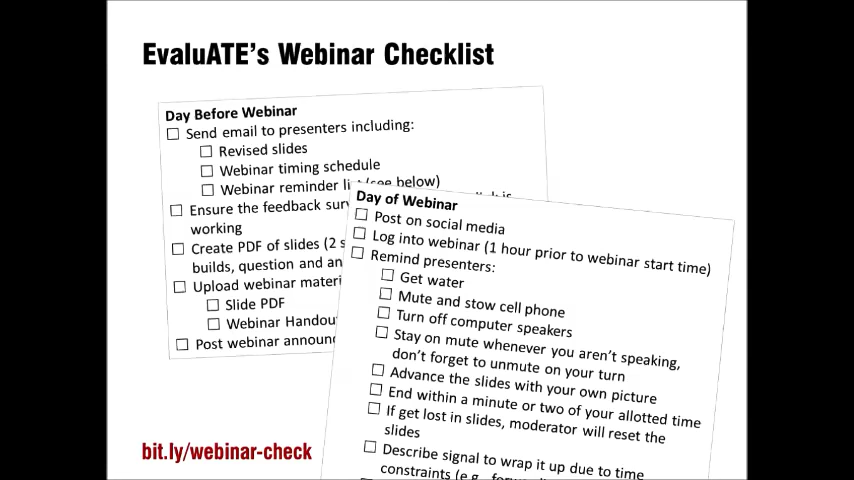 EvaluATE's Webinar Checklist
Day Before Webinar
Send email to presenters including:
Revised slides
Webinar timing schedule
Webinar reminder (see below)
Ensure the feedback
working
Create PDF of slides (2
builds, question and
Upload webinar
Slide PDF
Webinar
Post webinar
Day of Webinar
Post on social media
Log into webinar (1 hour prior to webinar start time)
Remind presenters:
Get water
Mute and stow cell phone
Turn off computer speakers
Stay on mute whenever you aren't speaking,
don't forget to unmute on your turn
Advance the slides with your own picture
End within a minute or two of your allotted time
If get lost in slides, moderator will reset the
slides
Describe signal to wrap it up due to time
constraints (e.g.,
bit.ly/webinar-check